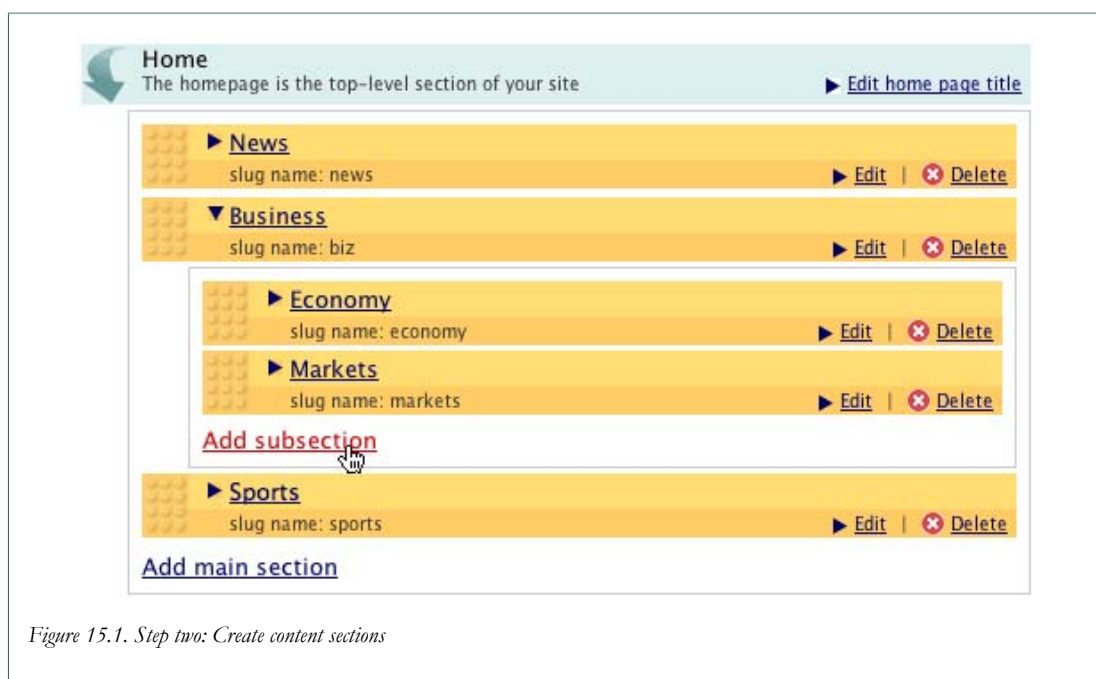 Home
The homepage is the top-level section of your site
Edit home page title
News
slug name: news
Edit | Delete
Business
slug name: biz
Edit | Delete
Economy
slug name: economy
Edit | Delete
Markets
slug name: markets
Edit | Delete
Add subsection
Sports
slug name: sports
Edit | Delete
Add main section
Figure 15.1. Step two: Create content sections